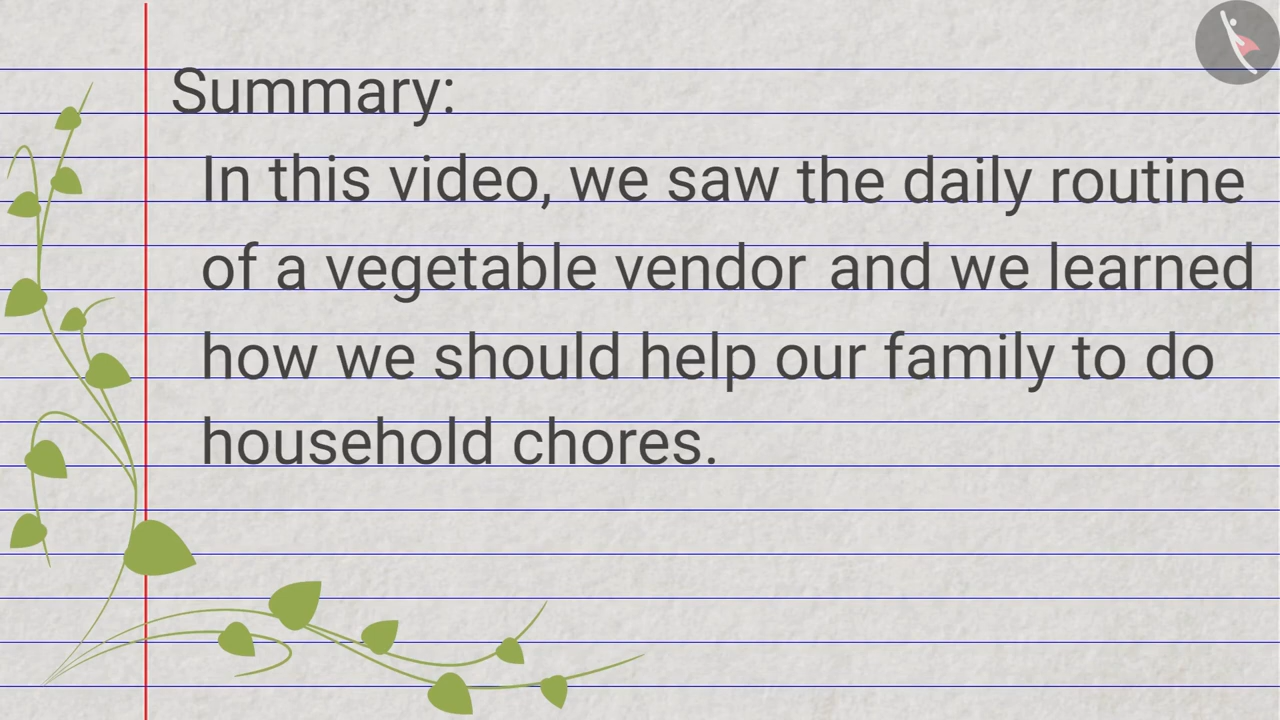 Summary:
In this video, we saw the daily routine
of a vegetable vendor and we learned
how we should help our family to do
household chores.